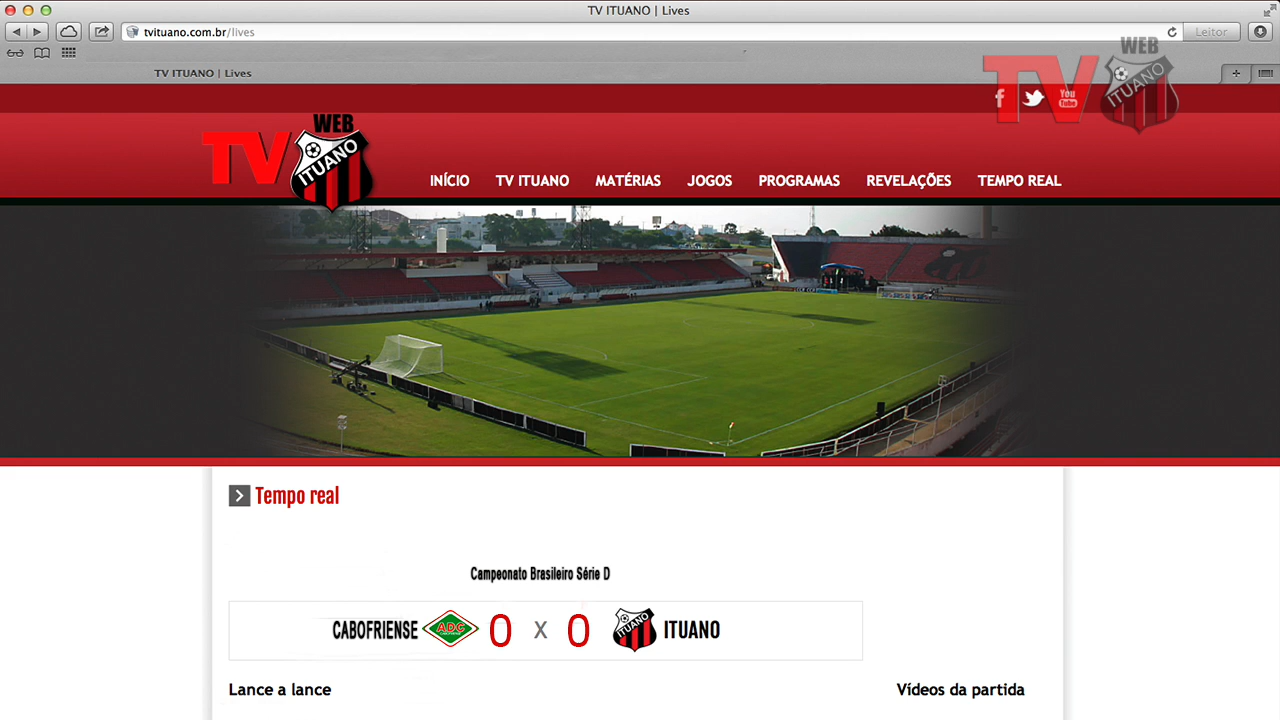 TV ITUANO | Lives
tvituano.com.br/lives
Leitor
TV ITUANO | Lives
WEB
TV
ITUANO
f
You
Tube
WEB
TV
ITUANO
INÍCIO TV ITUANO MATÉRIAS JOGOS PROGRAMAS REVELAÇÕES TEMPO REAL
Tempo real
Campeonato Brasileiro Série D
CABOFRIENSE ADC CABOFRIENSE 0 X 0 ITUANO ITUANO
Lance a lance
Vídeos da partida